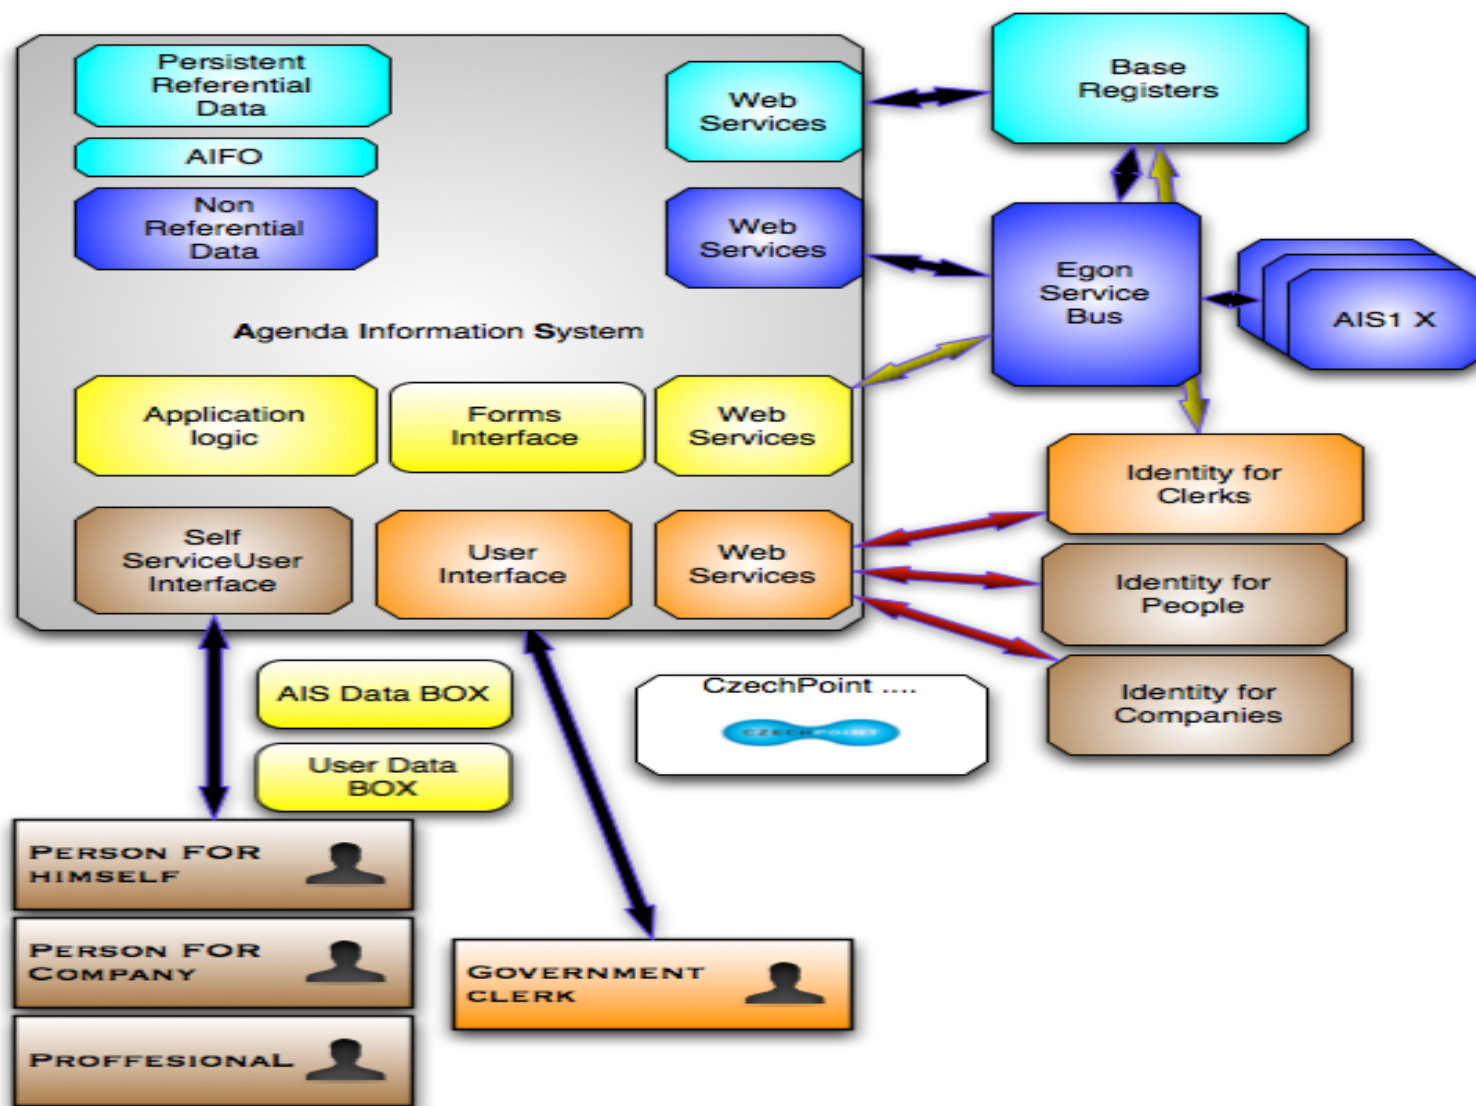 Persistent
Referential
Data
AIFO
Non
Referential
Data
Web
Services
Web
Services
Base
Registers
Egon
Service
Bus
AIS1 X
Agenda Information System
Application
logic
Forms
Interface
Web
Services
Self
ServiceUser
Interface
User
Interface
Web
Services
Identity for
Clerks
Identity for
People
Identity for
Companies
AIS Data BOX
User Data
BOX
CzechPoint ....
CZECHPOINT
PERSON FOR
HIMSELF
PERSON FOR
COMPANY
PROFFESIONAL
GOVERNMENT
CLERK